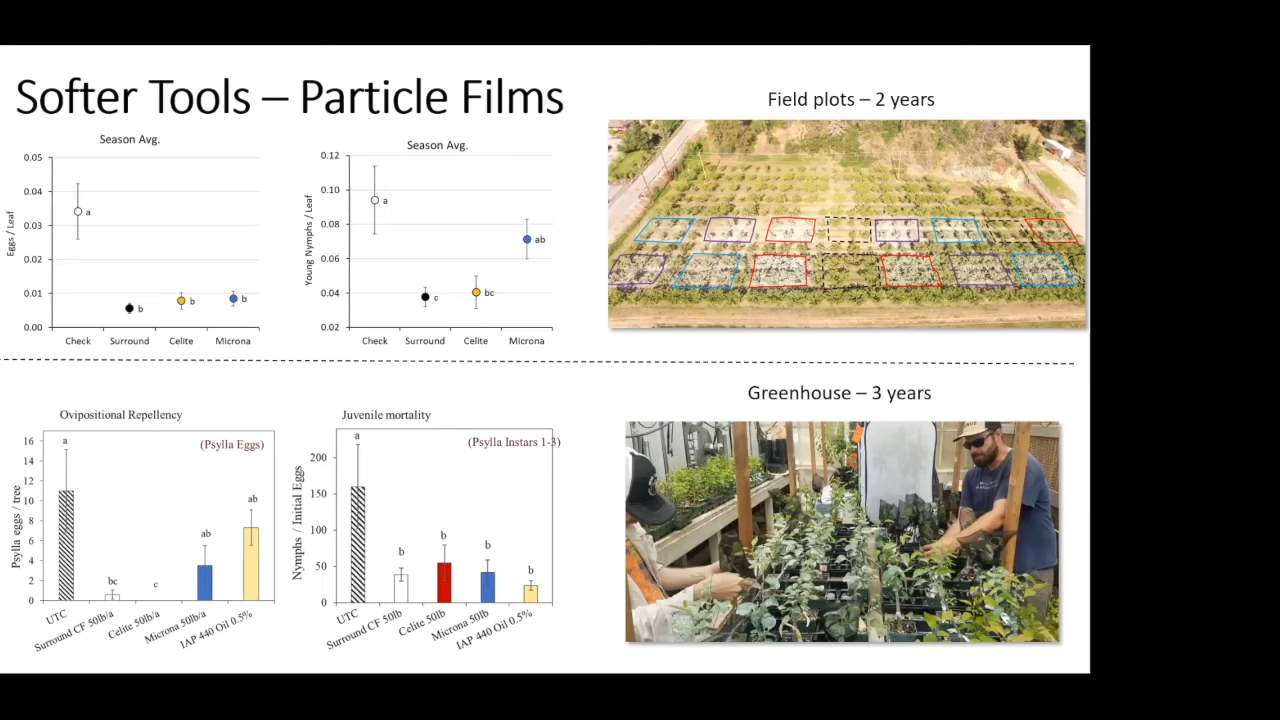 Softer Tools – Particle Films
Season Avg.
0.05
0.04
0.03
0.02
0.01
0.00
Eggs / Leaf
a
b
b
b
Check Surround Celite Microna
Season Avg.
0.12
0.10
0.08
0.06
0.04
0.02
Young Nymphs / Leaf
a
c
bc
ab
Check Surround Celite Microna
Field plots – 2 years
Ovipositional Repellency
(Psylla Eggs)
16
14
12
10
8
6
4
2
0
Psylla eggs / tree
a
bc
c
ab
ab
UTC
Surround CF 50lb/a
Celite 50lb/a
Microna 50lb/a
IAP 440 Oil 0.5%
Juvenile mortality
(Psylla Instars 1-3)
200
150
100
50
0
Nymphs / Initial Eggs
a
b
b
b
b
UTC
Surround CF 50lb
Celite 50lb
Microna 50lb
IAP 440 Oil 0.5%
Greenhouse – 3 years